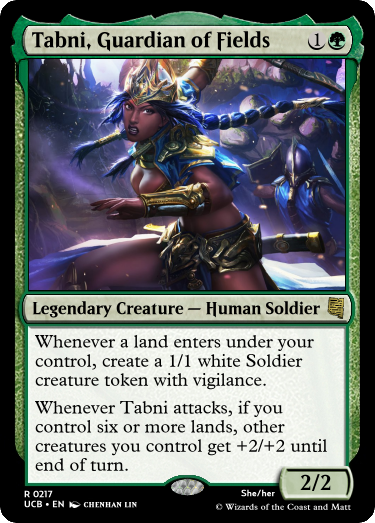 Tabni, Guardian of Fields 1
Legendary Creature — Human Soldier
Whenever a land enters under your
control, create a 1/1 white Soldier
creature token with vigilance.
Whenever Tabni attacks, if you
control six or more lands, other
creatures you control get +2/+2 until
end of turn.
2/2
R 0217
She/her
UCB • EN CHENHAN LIN
© Wizards of the Coast and Matt